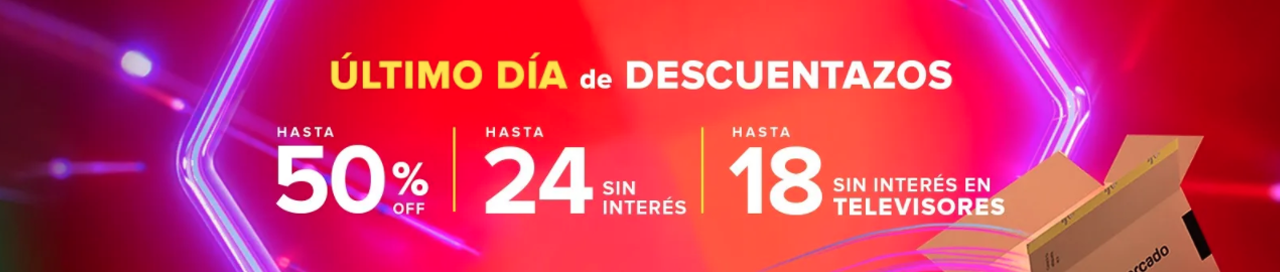 ÚLTIMO DÍA de DESCUENTAZOS
HASTA
50%
OFF
HASTA
24 SIN
INTERÉS
HASTA
18 SIN INTERÉS EN
TELEVISORES